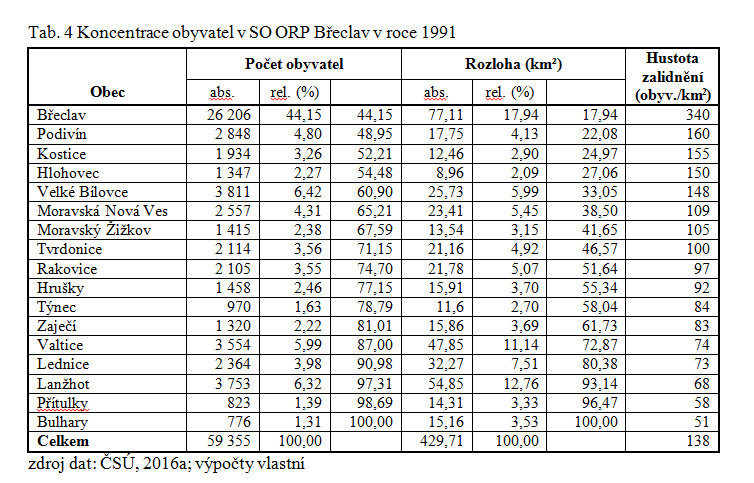 Tab. 4 Koncentrace obyvatel v SO ORP Břeclav v roce 1991
Obec Počet obyvatel Rozloha (km²) Hustota zalidnění (obyv./km²)
abs. rel. (%) abs. rel. (%)
Břeclav 26 206 44,15 44,15 77,11 17,94 17,94 340
Podivín 2 848 4,80 48,95 17,75 4,13 22,08 160
Kostice 1 934 3,26 52,21 12,46 2,90 24,97 155
Hlohovec 1 347 2,27 54,48 8,96 2,09 27,06 150
Velké Bílovce 3 811 6,42 60,90 25,73 5,99 33,05 148
Moravská Nová Ves 2 557 4,31 65,21 23,41 5,45 38,50 109
Moravský Žižkov 1 415 2,38 67,59 13,54 3,15 41,65 105
Tvrdonice 2 114 3,56 71,15 21,16 4,92 46,57 100
Rakovice 2 105 3,55 74,70 21,78 5,07 51,64 97
Hrušky 1 458 2,46 77,15 15,91 3,70 55,34 92
Týnec 970 1,63 78,79 11,6 2,70 58,04 84
Zaječí 1 320 2,22 81,01 15,86 3,69 61,73 83
Valtice 3 554 5,99 87,00 47,85 11,14 72,87 74
Lednice 2 364 3,98 90,98 32,27 7,51 80,38 73
Lanžhot 3 753 6,32 97,31 54,85 12,76 93,14 68
Přítulky 823 1,39 98,69 14,31 3,33 96,47 58
Bulhary 776 1,31 100,00 15,16 3,53 100,00 51
Celkem 59 355 100,00 429,71 100,00 138
zdroj dat: ČSÚ, 2016a; výpočty vlastní